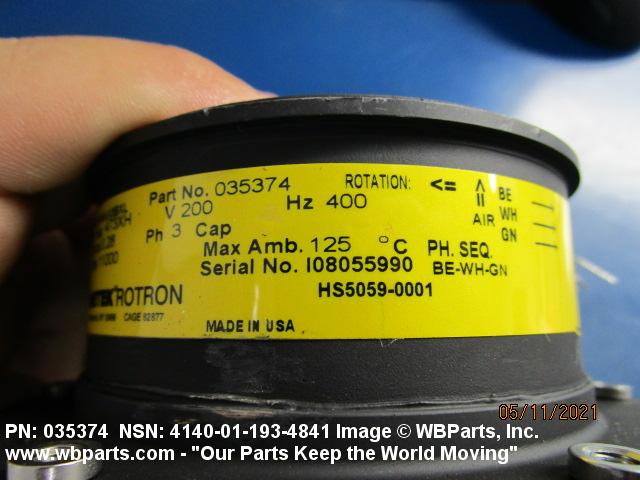 Part No. 035374 ROTATION: <= => AIR BE WH GN
V 200 Hz 400
Ph 3 Cap
Max Amb. 125 °C PH. SEQ.
Serial No. I08055990 BE-WH-GN
ROTRON HS5059-0001
CAGE 82877
MADE IN USA
05/11/2021
PN: 035374 NSN: 4140-01-193-4841 Image © WBParts, Inc.
www.wbparts.com - "Our Parts Keep the World Moving"